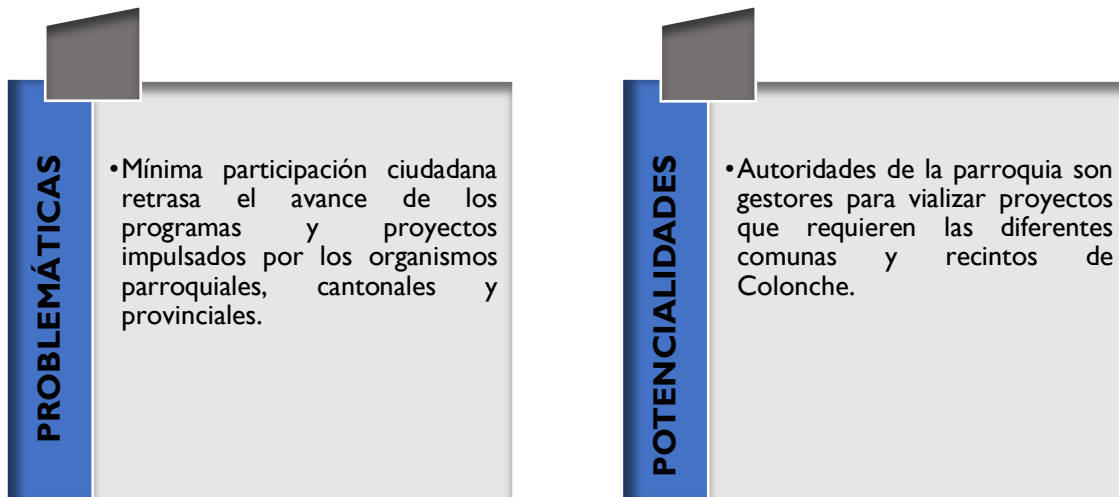 PROBLEMÁTICAS
•Mínima participación ciudadana
retrasa el avance de los
programas y proyectos
impulsados por los organismos
parroquiales, cantonales y
provinciales.
POTENCIALIDADES
•Autoridades de la parroquia son
gestores para vializar proyectos
que requieren las diferentes
comunas y recintos de
Colonche.